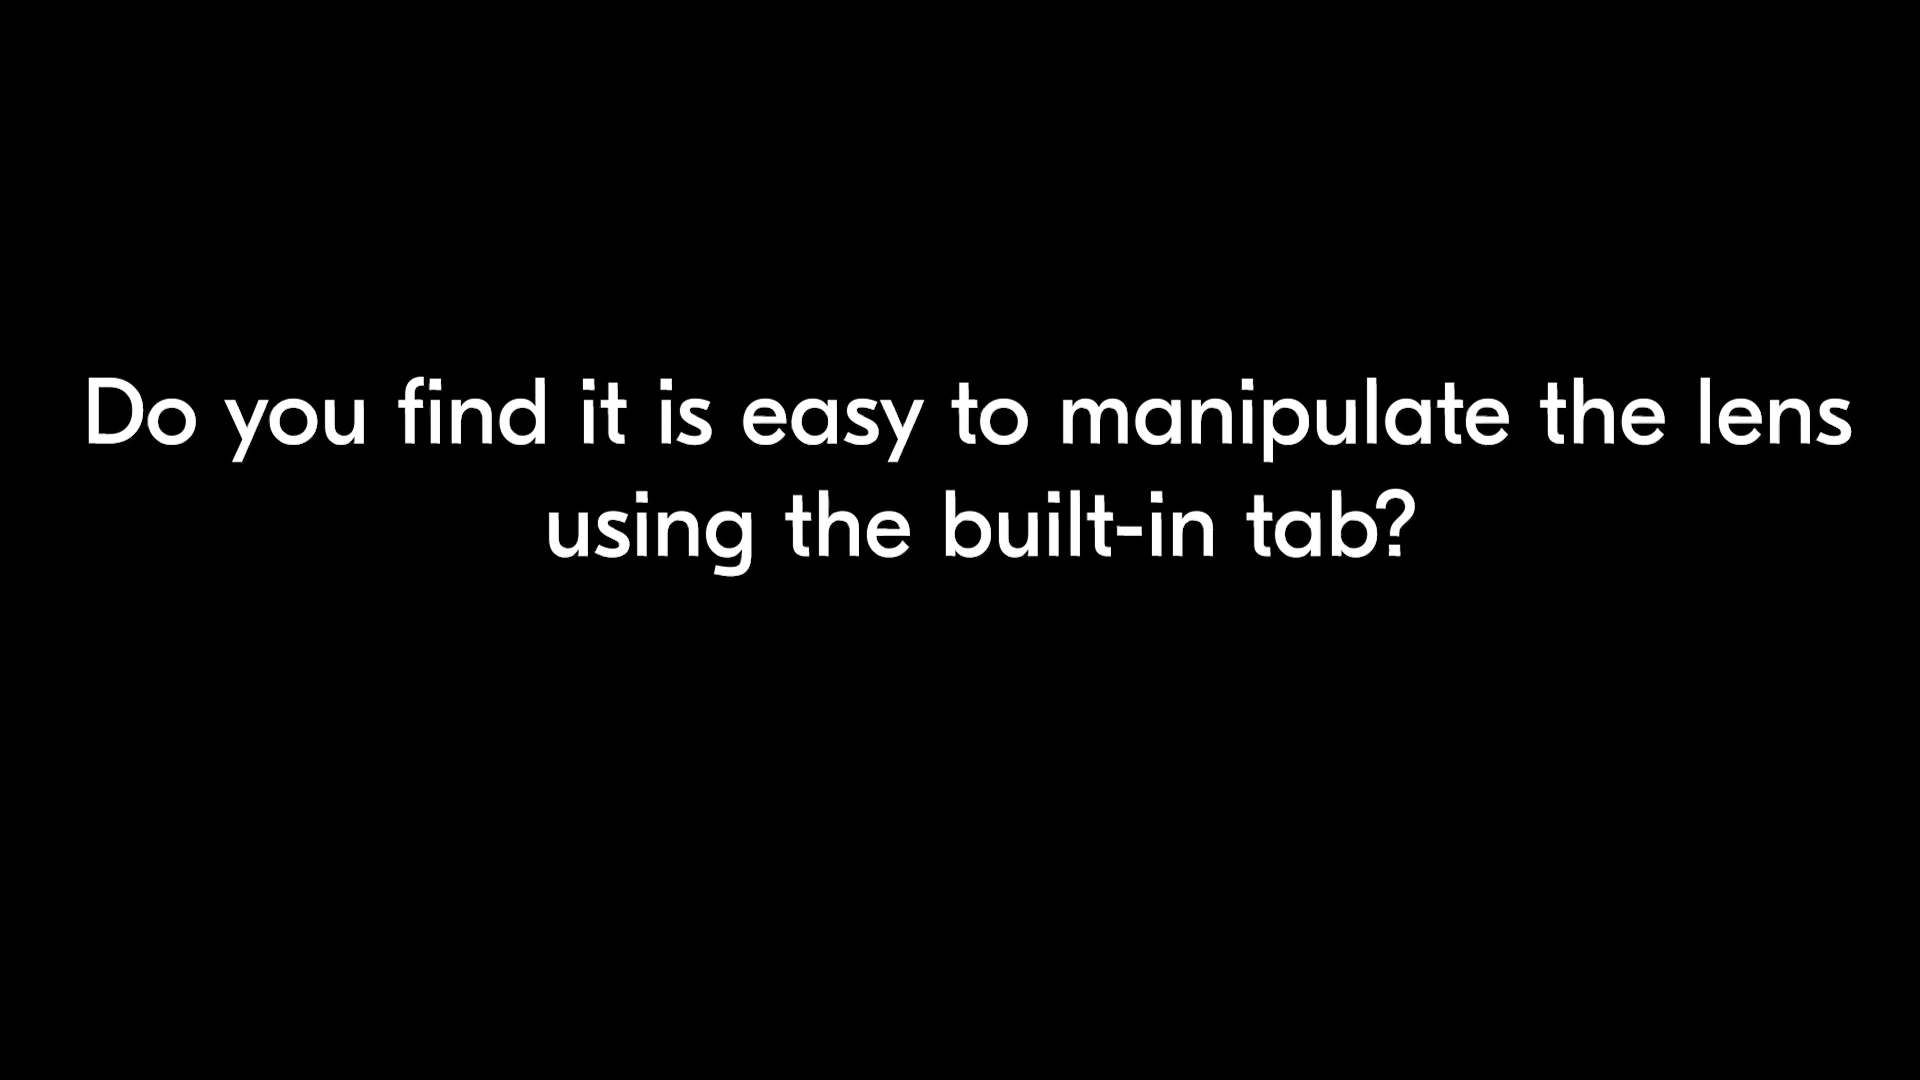 Do you find it is easy to manipulate the lens
using the built-in tab?